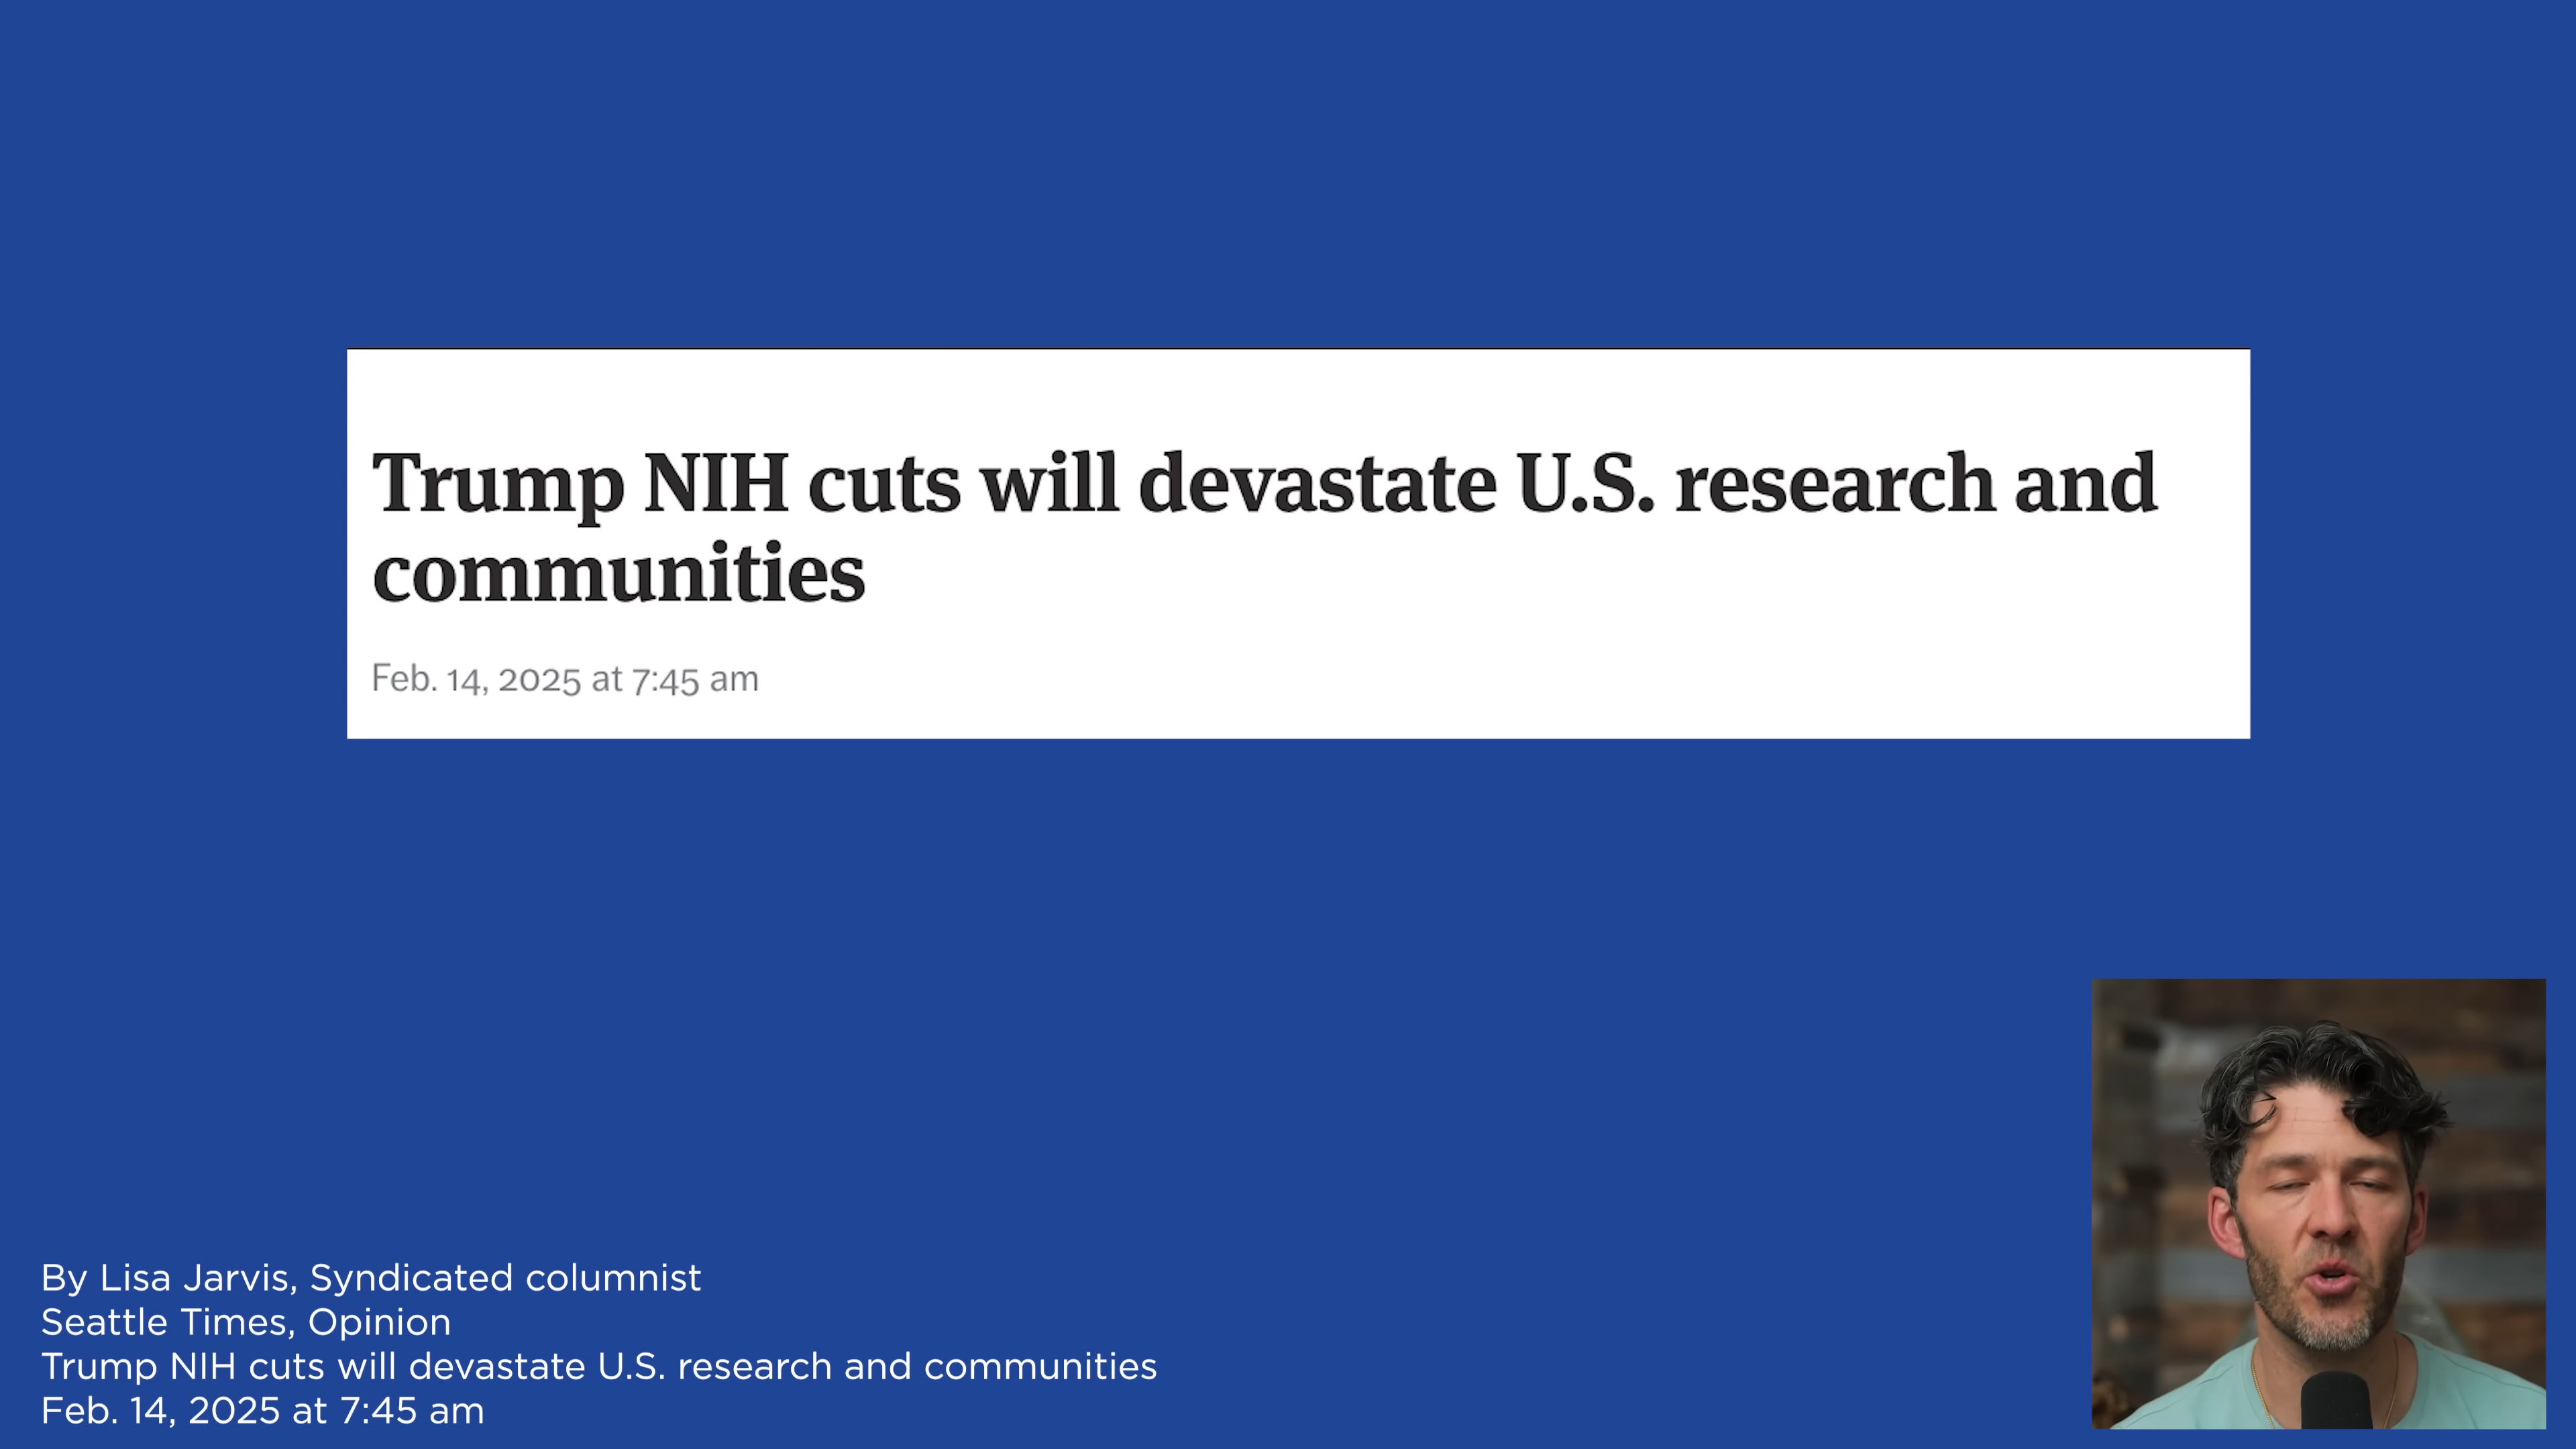 Trump NIH cuts will devastate U.S. research and
communities
Feb. 14, 2025 at 7:45 am
By Lisa Jarvis, Syndicated columnist
Seattle Times, Opinion
Trump NIH cuts will devastate U.S. research and communities
Feb. 14, 2025 at 7:45 am